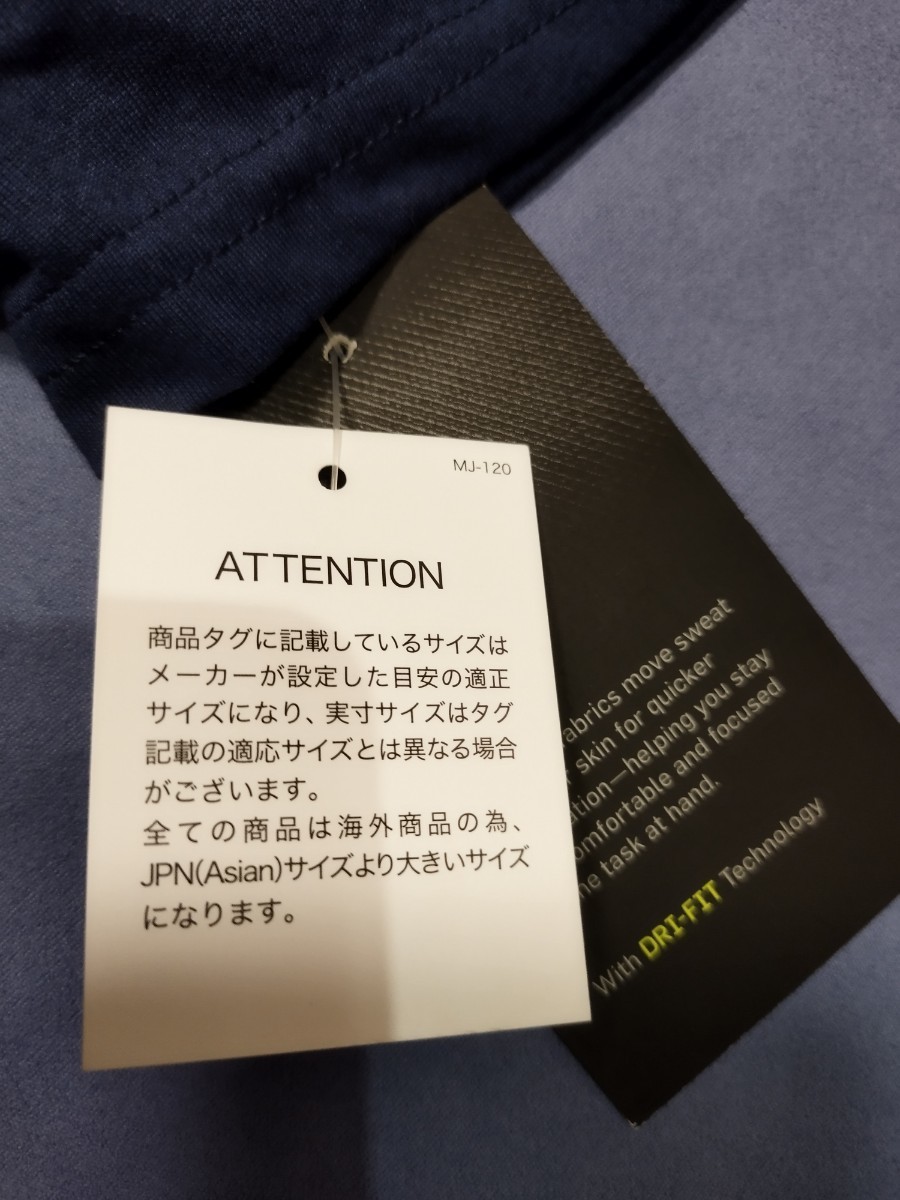 MJ-120
ATTENTION
商品タグに記載しているサイズは
メーカーが設定した目安の適正
サイズになり、実寸サイズはタグ
記載の適応サイズとは異なる場合
がございます。
全ての商品は海外商品の為、
JPN(Asian)サイズより大きいサイズ
になります。
move sweat
skin for quicker
helping you stay
and focused
task at hand.
With DRI-FIT Technology